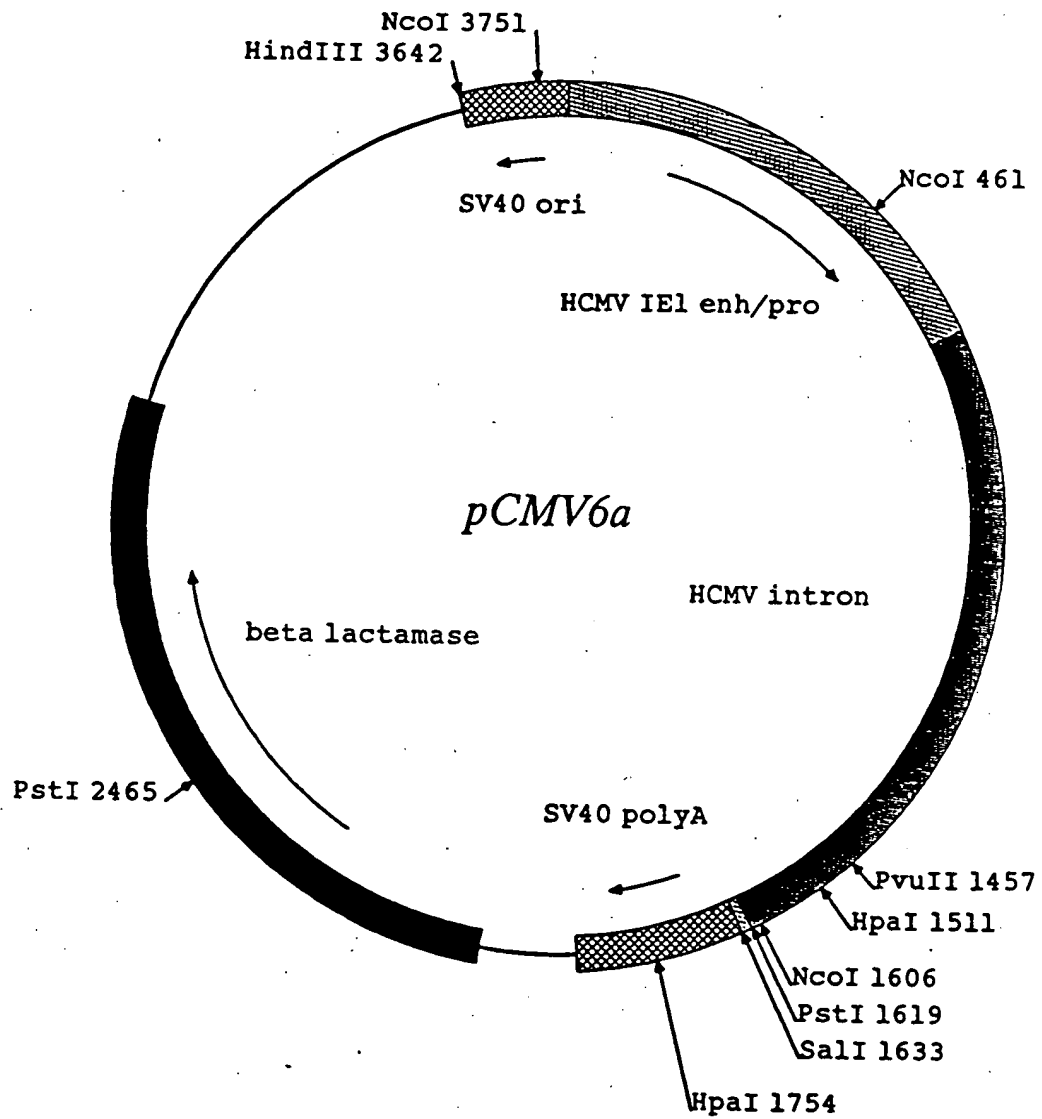 NcoI 3751
HindIII 3642
NcoI 461
SV40 ori
HCMV IE1 enh/pro
pCMV6a
HCMV intron
beta lactamase
PstI 2465
SV40 polyA
PvuII 1457
HpaI 1511
NcoI 1606
PstI 1619
SalI 1633
HpaI 1754